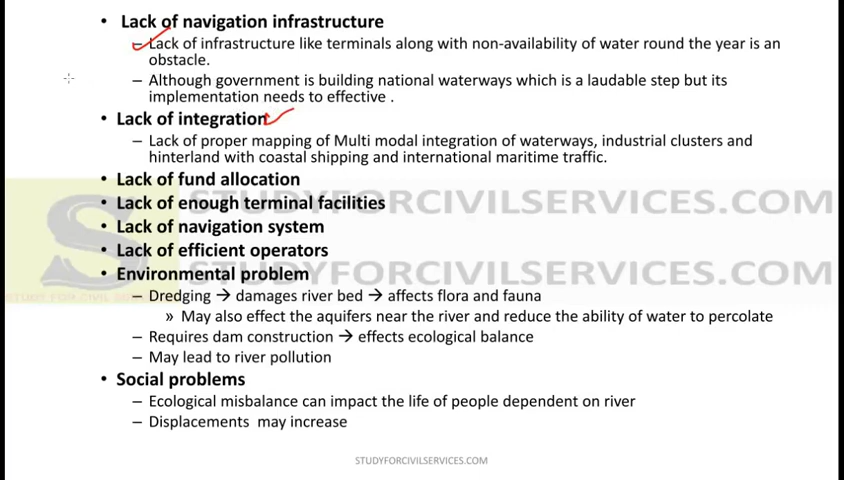 • Lack of navigation infrastructure
– Lack of infrastructure like terminals along with non-availability of water round the year is an
obstacle.
– Although government is building national waterways which is a laudable step but its
implementation needs to effective .
• Lack of integration
– Lack of proper mapping of Multi modal integration of waterways, industrial clusters and
hinterland with coastal shipping and international maritime traffic.
• Lack of fund allocation
STUDYFORCIVILSERVICES.COM
• Lack of enough terminal facilities
• Lack of navigation system
• Lack of efficient operators
• Environmental problem
STUDYFORCIVILSERVICES.COM
– Dredging → damages river bed → affects flora and fauna
» May also effect the aquifers near the river and reduce the ability of water to percolate
– Requires dam construction → effects ecological balance
– May lead to river pollution
• Social problems
– Ecological misbalance can impact the life of people dependent on river
– Displacements may increase
STUDYFORCIVILSERVICES.COM